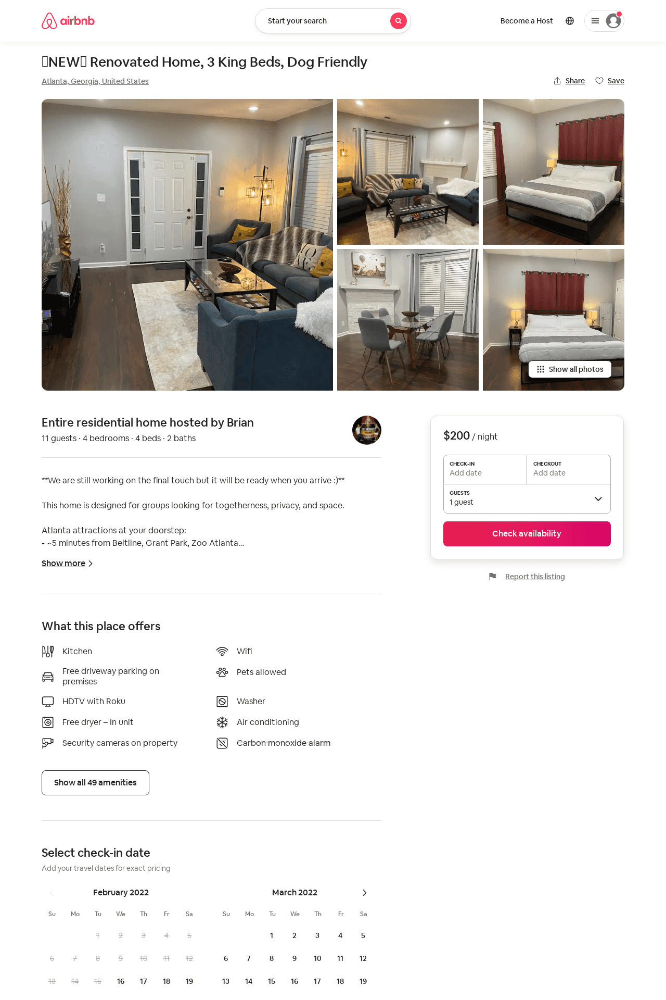 airbnb
Start your search
Become a Host
NEW Renovated Home, 3 King Beds, Dog Friendly
Atlanta, Georgia, United States
Share
Save
Show all photos
Entire residential home hosted by Brian
11 guests · 4 bedrooms · 4 beds · 2 baths
**We are still working on the final touch but it will be ready when you arrive :)**
This home is designed for groups looking for togetherness, privacy, and space.
Atlanta attractions at your doorstep:
- ~5 minutes from Beltline, Grant Park, Zoo Atlanta...
Show more
$200 / night
CHECK-IN
Add date
CHECKOUT
Add date
GUESTS
1 guest
Check availability
Report this listing
What this place offers
Kitchen
Wifi
Free driveway parking on
premises
Pets allowed
HDTV with Roku
Washer
Free dryer – In unit
Air conditioning
Security cameras on property
Carbon monoxide alarm
Show all 49 amenities
Select check-in date
Add your travel dates for exact pricing
February 2022
Su Mo Tu We Th Fr Sa
1 2 3 4 5
6 7 8 9 10 11 12
13 14 15 16 17 18 19
March 2022
Su Mo Tu We Th Fr Sa
1 2 3 4 5
6 7 8 9 10 11 12
13 14 15 16 17 18 19